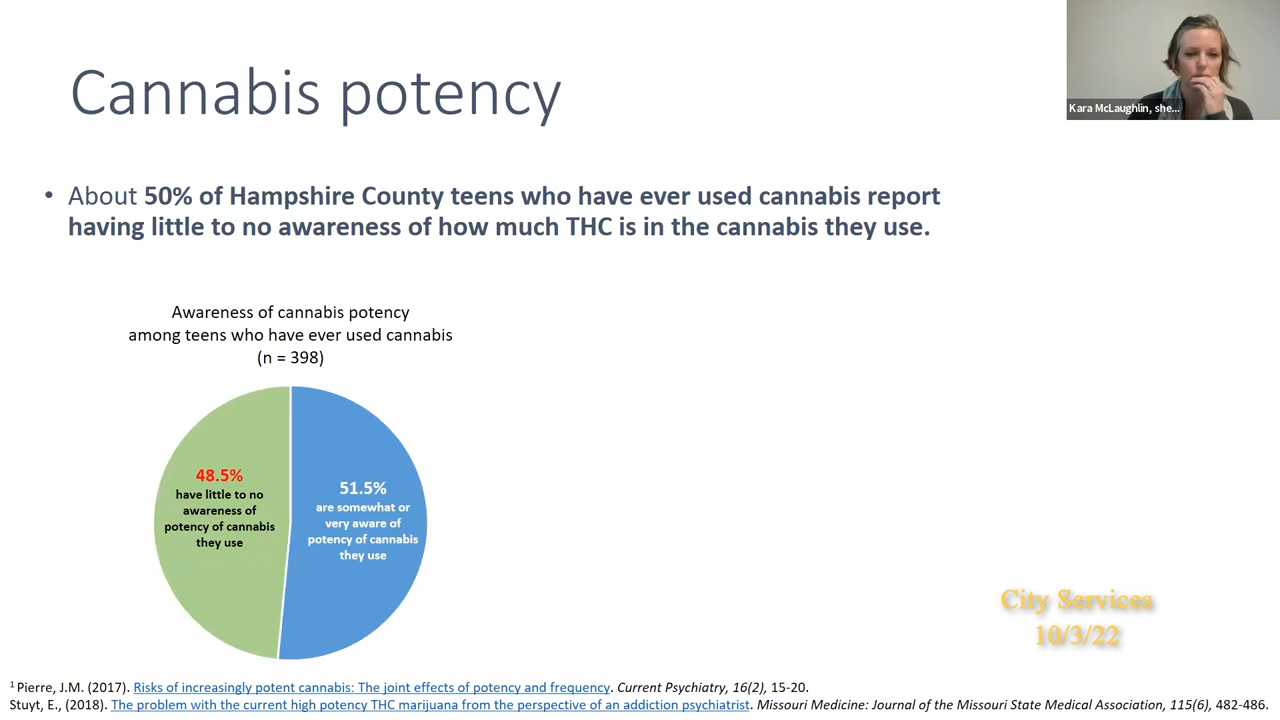 Cannabis potency
Kara McLaughlin, she...
• About 50% of Hampshire County teens who have ever used cannabis report
having little to no awareness of how much THC is in the cannabis they use.
Awareness of cannabis potency
among teens who have ever used cannabis
(n = 398)
48.5%
have little to no
awareness of
potency of cannabis
they use
51.5%
are somewhat or
very aware of
potency of cannabis
they use
City Services
10/3/22
1 Pierre, J.M. (2017). Risks of increasingly potent cannabis: The joint effects of potency and frequency. Current Psychiatry, 16(2), 15-20.
Stuyt, E., (2018). The problem with the current high potency THC marijuana from the perspective of an addiction psychiatrist. Missouri Medicine: Journal of the Missouri State Medical Association, 115(6), 482-486.